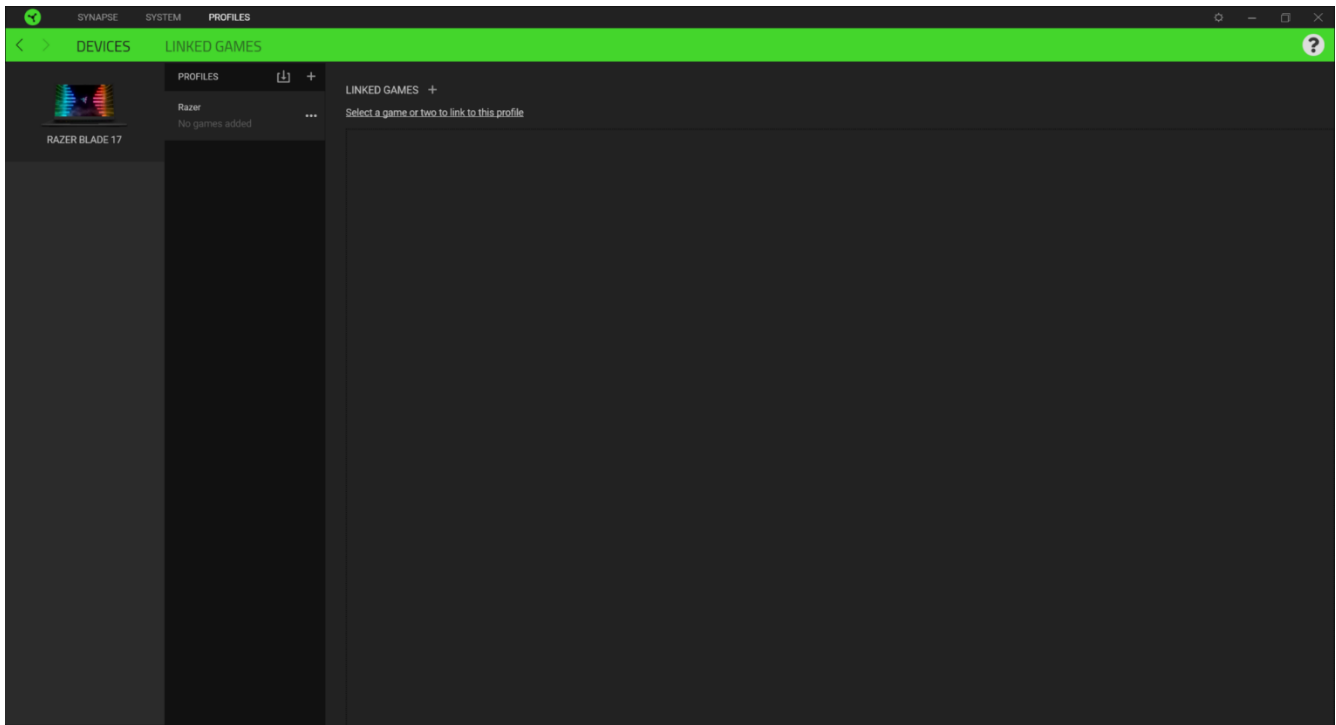 SYNAPSE SYSTEM PROFILES
DEVICES LINKED GAMES ?
PROFILES
Razer
No games added
RAZER BLADE 17
LINKED GAMES
Select a game or two to link to this profile